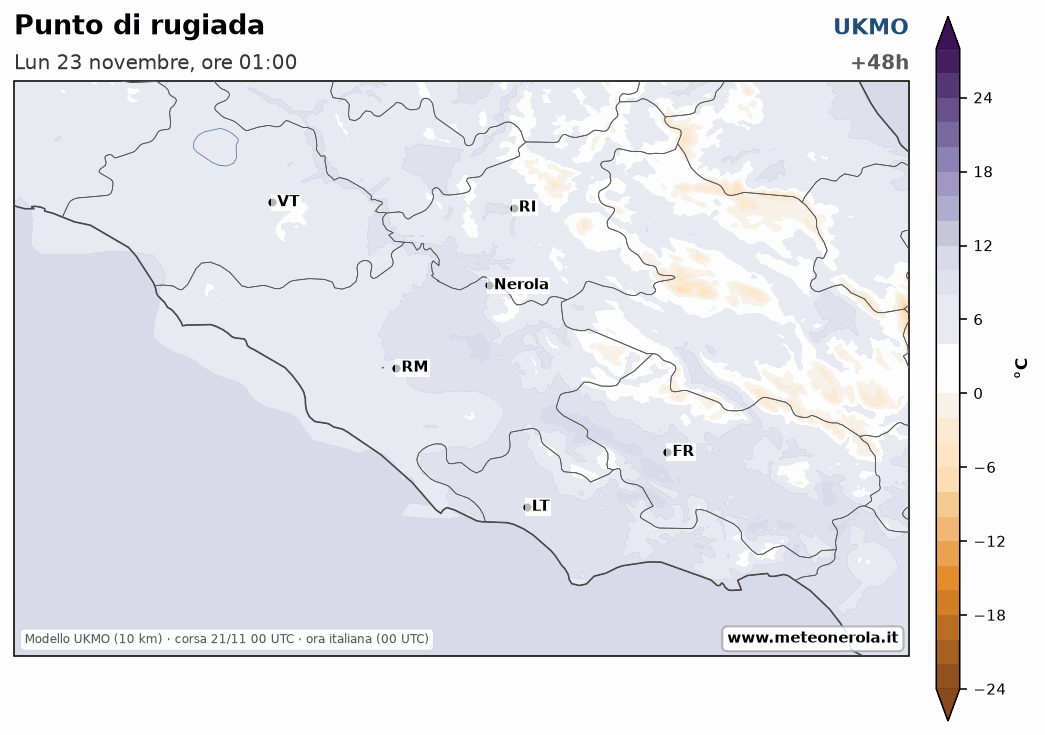 Punto di rugiada
UKMO
Lun 23 novembre, ore 01:00
+48h
VT
RI
Nerola
RM
FR
LT
24
18
12
6
0
−6
−12
−18
−24
°C
Modello UKMO (10 km) · corsa 21/11 00 UTC · ora italiana (00 UTC)
www.meteonerola.it